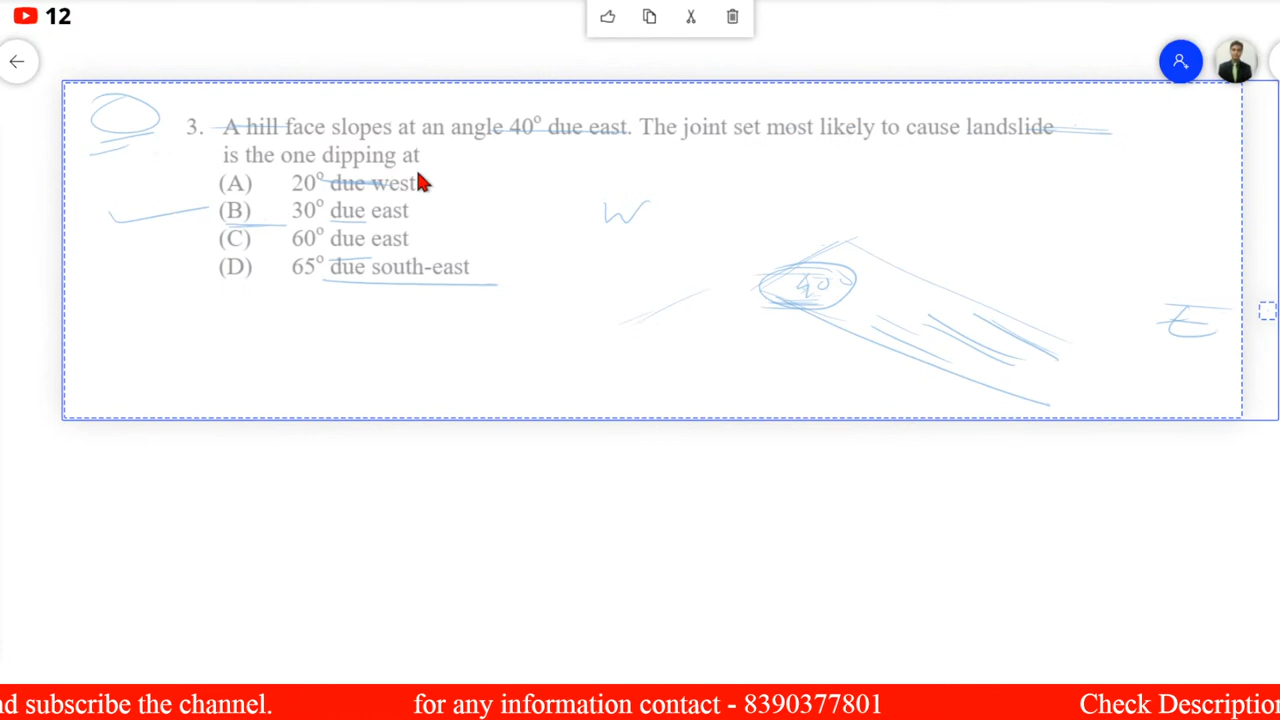 12
3. A hill face slopes at an angle 40° due east. The joint set most likely to cause landslide
is the one dipping at
(A) 20° due west
(B) 30° due east
(C) 60° due east
(D) 65° due south-east
W
40°
E
nd subscribe the channel. for any information contact - 8390377801 Check Description